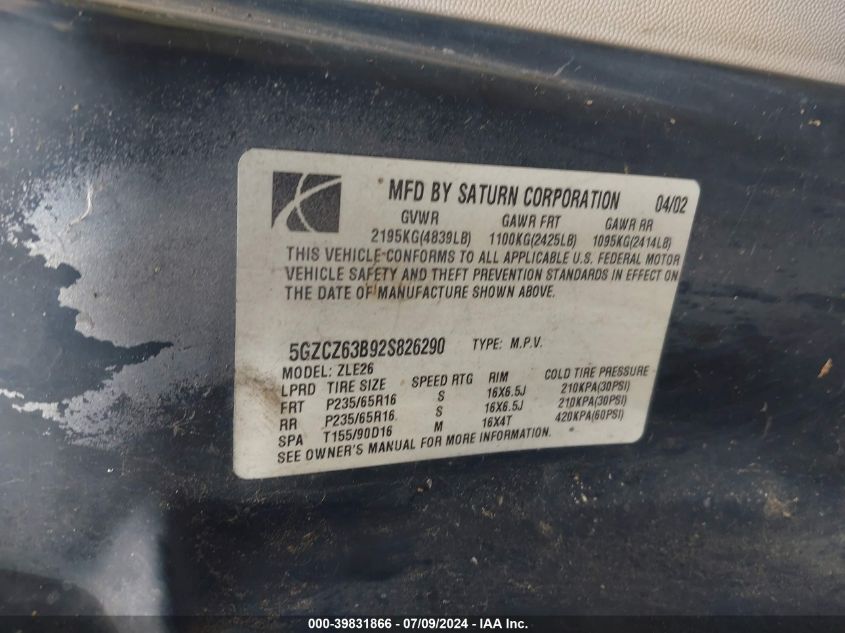 MFD BY SATURN CORPORATION 04/02
GVWR GAWR FRT GAWR RR
2195KG(4839LB) 1100KG(2425LB) 1095KG(2414LB)
THIS VEHICLE CONFORMS TO ALL APPLICABLE U.S. FEDERAL MOTOR
VEHICLE SAFETY AND THEFT PREVENTION STANDARDS IN EFFECT ON
THE DATE OF MANUFACTURE SHOWN ABOVE.
5GZCZ63B92S826290 TYPE: M.P.V.
MODEL: ZLE26
LPRD TIRE SIZE SPEED RTG RIM COLD TIRE PRESSURE
FRT P235/65R16 S 16X6.5J 210KPA(30PSI)
RR P235/65R16 S 16X6.5J 210KPA(30PSI)
SPA T155/90D16 M 16X4T 420KPA(60PSI)
SEE OWNER'S MANUAL FOR MORE INFORMATION.
000-39831866 / 07/09/2024 - IAA Inc.